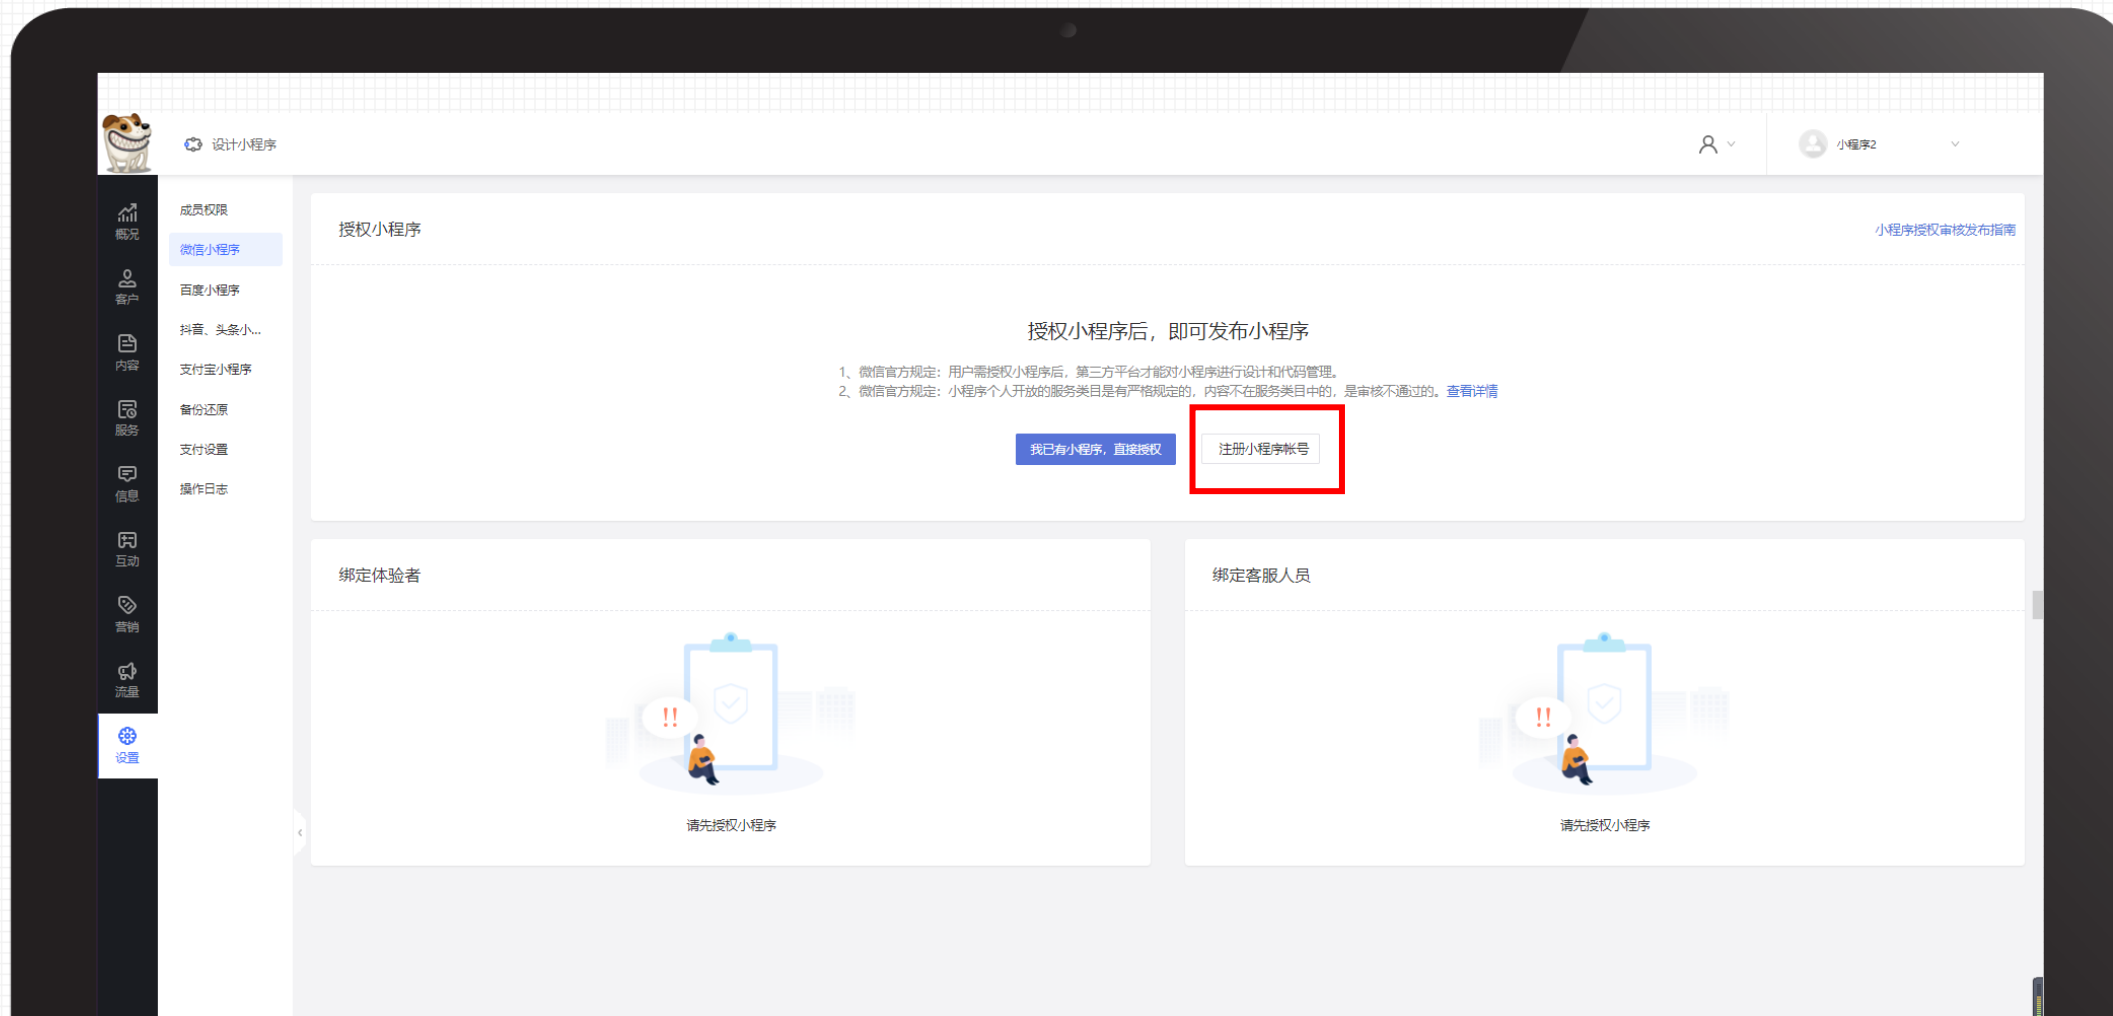 设计小程序
小程序2
概况
客户
内容
服务
信息
互动
营销
流量
设置
成员权限
微信小程序
百度小程序
抖音、头条小...
支付宝小程序
备份还原
支付设置
操作日志
授权小程序
小程序授权审核发布指南
授权小程序后，即可发布小程序
1、微信官方规定：用户需授权小程序后，第三方平台才能对小程序进行设计和代码管理。
2、微信官方规定：小程序个人开放的服务类目是有严格规定的，内容不在服务类目中的，是审核不通过的。查看详情
我已有小程序，直接授权
注册小程序帐号
绑定体验者
!!
请先授权小程序
绑定客服人员
!!
请先授权小程序